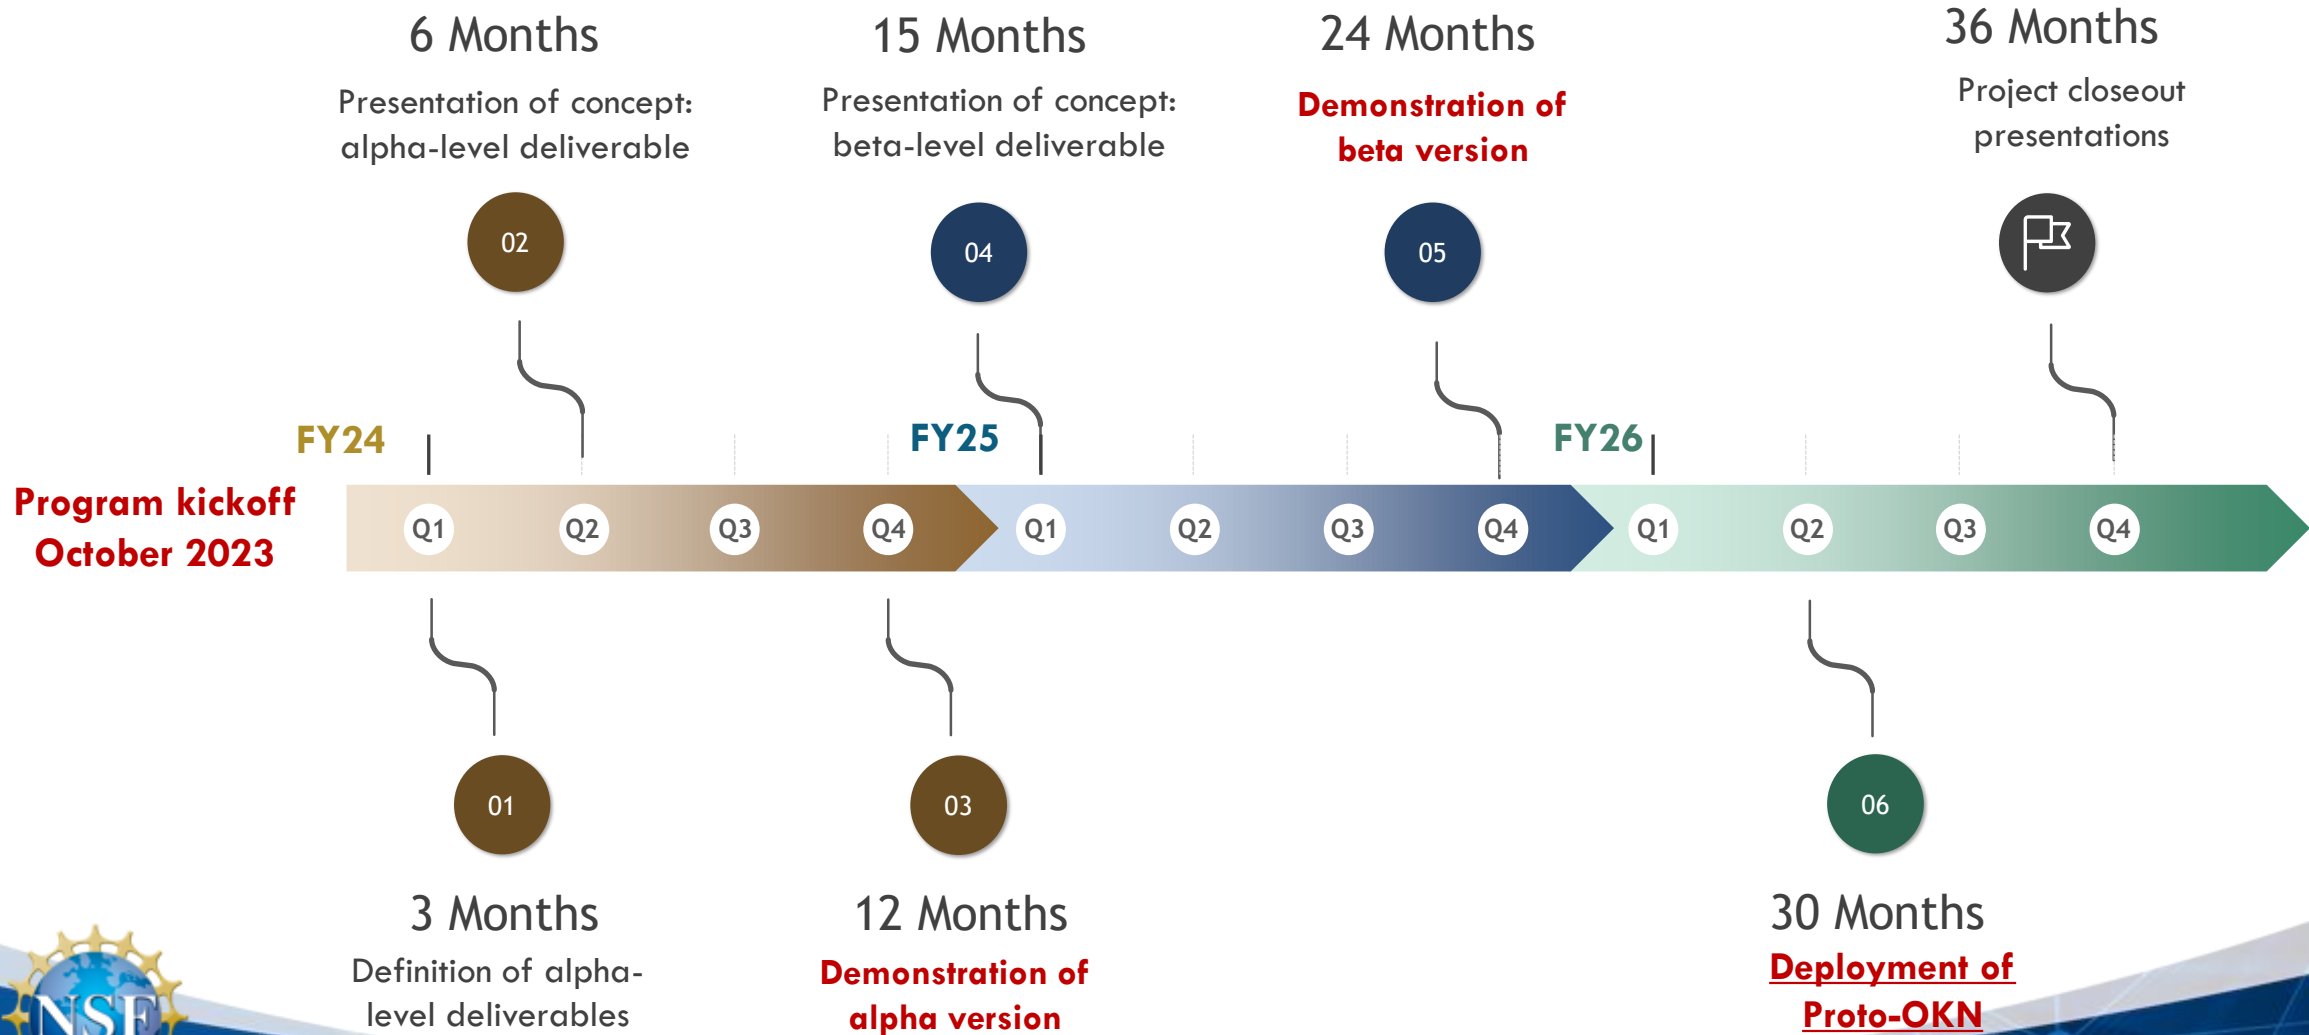 6 Months
Presentation of concept:
alpha-level deliverable
02
15 Months
Presentation of concept:
beta-level deliverable
04
24 Months
Demonstration of
beta version
05
36 Months
Project closeout
presentations
FY24
FY25
FY26
Program kickoff
October 2023
Q1
Q2
Q3
Q4
Q1
Q2
Q3
Q4
Q1
Q2
Q3
Q4
01
3 Months
Definition of alpha-
level deliverables
03
12 Months
Demonstration of
alpha version
06
30 Months
Deployment of
Proto-OKN
NSF